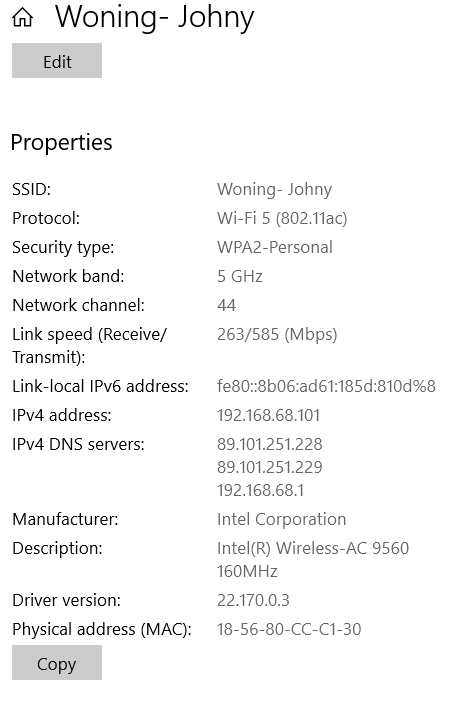 Woning- Johny
Edit
Properties
SSID: Woning- Johny
Protocol: Wi-Fi 5 (802.11ac)
Security type: WPA2-Personal
Network band: 5 GHz
Network channel: 44
Link speed (Receive/ 263/585 (Mbps)
Transmit):
Link-local IPv6 address: fe80::8b06:ad61:185d:810d%8
IPv4 address: 192.168.68.101
IPv4 DNS servers: 89.101.251.228
89.101.251.229
192.168.68.1
Manufacturer: Intel Corporation
Description: Intel(R) Wireless-AC 9560
160MHz
Driver version: 22.170.0.3
Physical address (MAC): 18-56-80-CC-C1-30
Copy